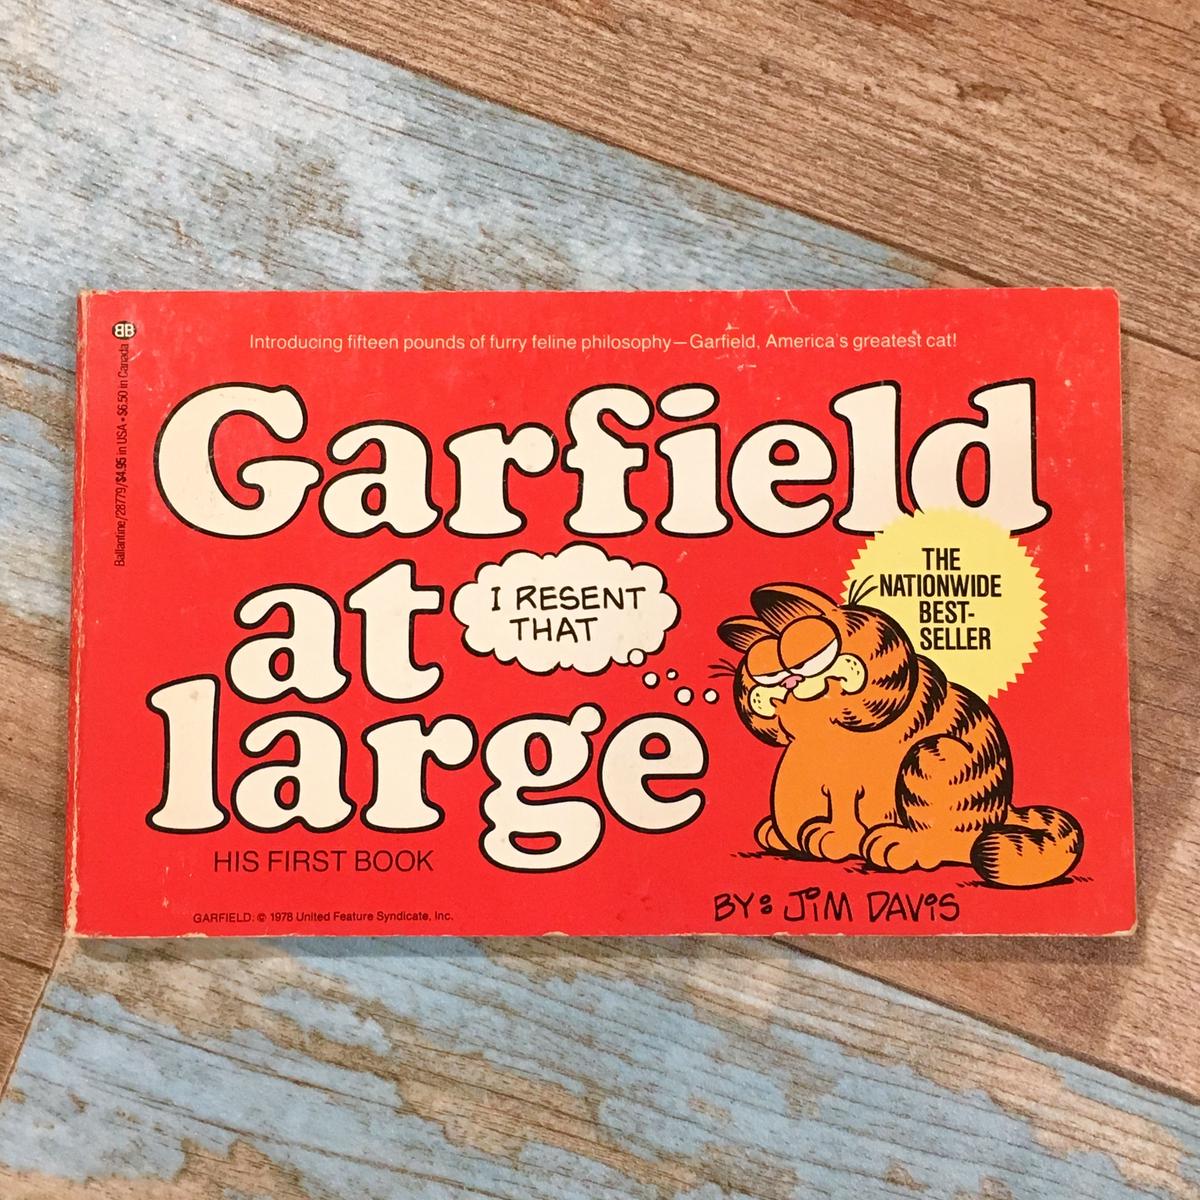 BB
Ballantine/28779/$4.95 in USA • $6.50 in Canada
Introducing fifteen pounds of furry feline philosophy—Garfield, America's greatest cat!
Garfield
at
large
I RESENT
THAT
THE
NATIONWIDE
BEST-
SELLER
HIS FIRST BOOK
GARFIELD: © 1978 United Feature Syndicate, Inc.
BY: JiM DAViS